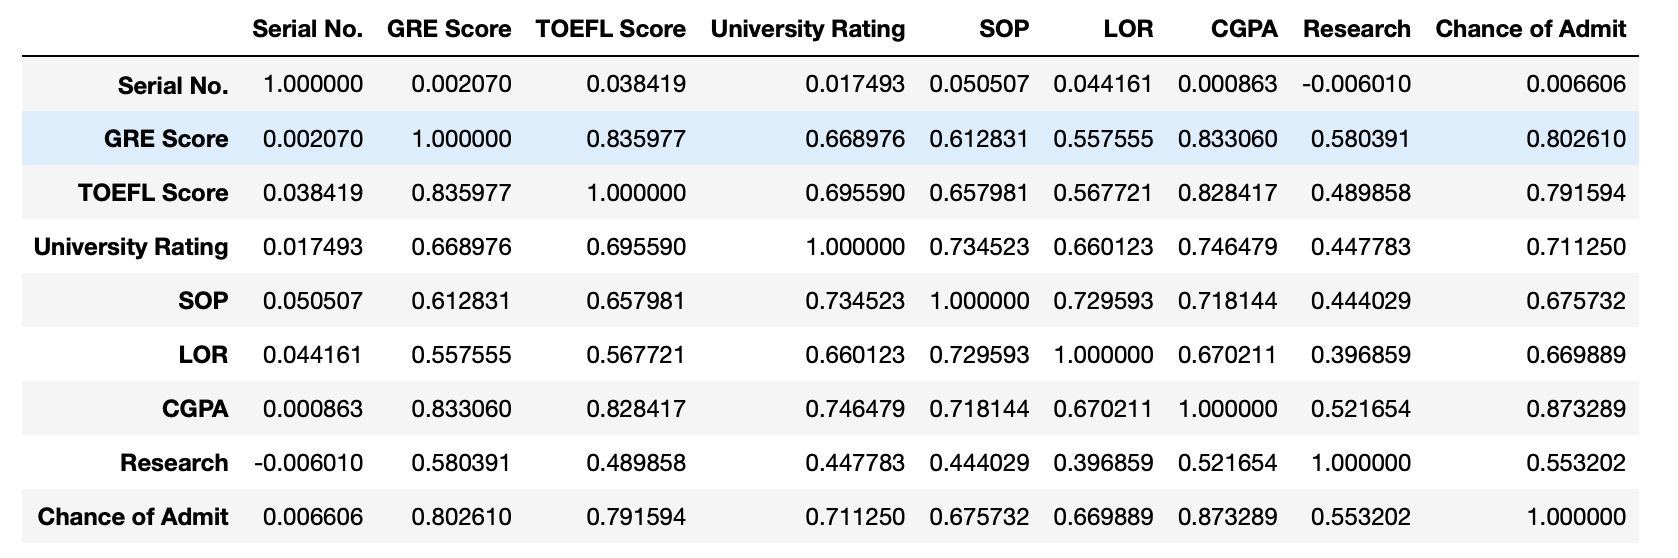 Serial No. GRE Score TOEFL Score University Rating SOP LOR CGPA Research Chance of Admit
Serial No. 1.000000 0.002070 0.038419 0.017493 0.050507 0.044161 0.000863 -0.006010 0.006606
GRE Score 0.002070 1.000000 0.835977 0.668976 0.612831 0.557555 0.833060 0.580391 0.802610
TOEFL Score 0.038419 0.835977 1.000000 0.695590 0.657981 0.567721 0.828417 0.489858 0.791594
University Rating 0.017493 0.668976 0.695590 1.000000 0.734523 0.660123 0.746479 0.447783 0.711250
SOP 0.050507 0.612831 0.657981 0.734523 1.000000 0.729593 0.718144 0.444029 0.675732
LOR 0.044161 0.557555 0.567721 0.660123 0.729593 1.000000 0.670211 0.396859 0.669889
CGPA 0.000863 0.833060 0.828417 0.746479 0.718144 0.670211 1.000000 0.521654 0.873289
Research -0.006010 0.580391 0.489858 0.447783 0.444029 0.396859 0.521654 1.000000 0.553202
Chance of Admit 0.006606 0.802610 0.791594 0.711250 0.675732 0.669889 0.873289 0.553202 1.000000